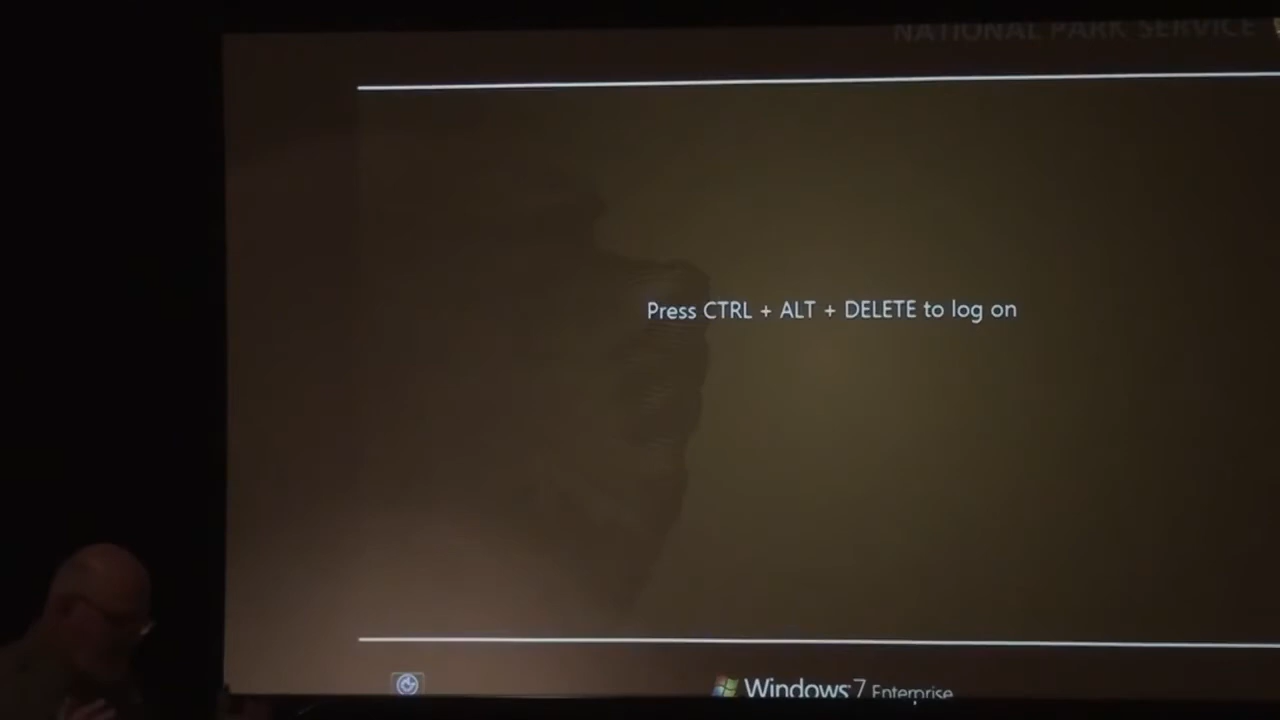 NATIONAL PARK SERVICE
Press CTRL + ALT + DELETE to log on
Windows 7 Enterprise